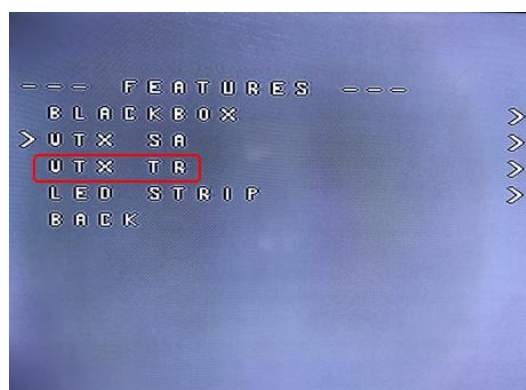 --- FEATURES ---
BLACKBOX >
> VTX SA >
VTX TR >
LED STRIP >
BACK